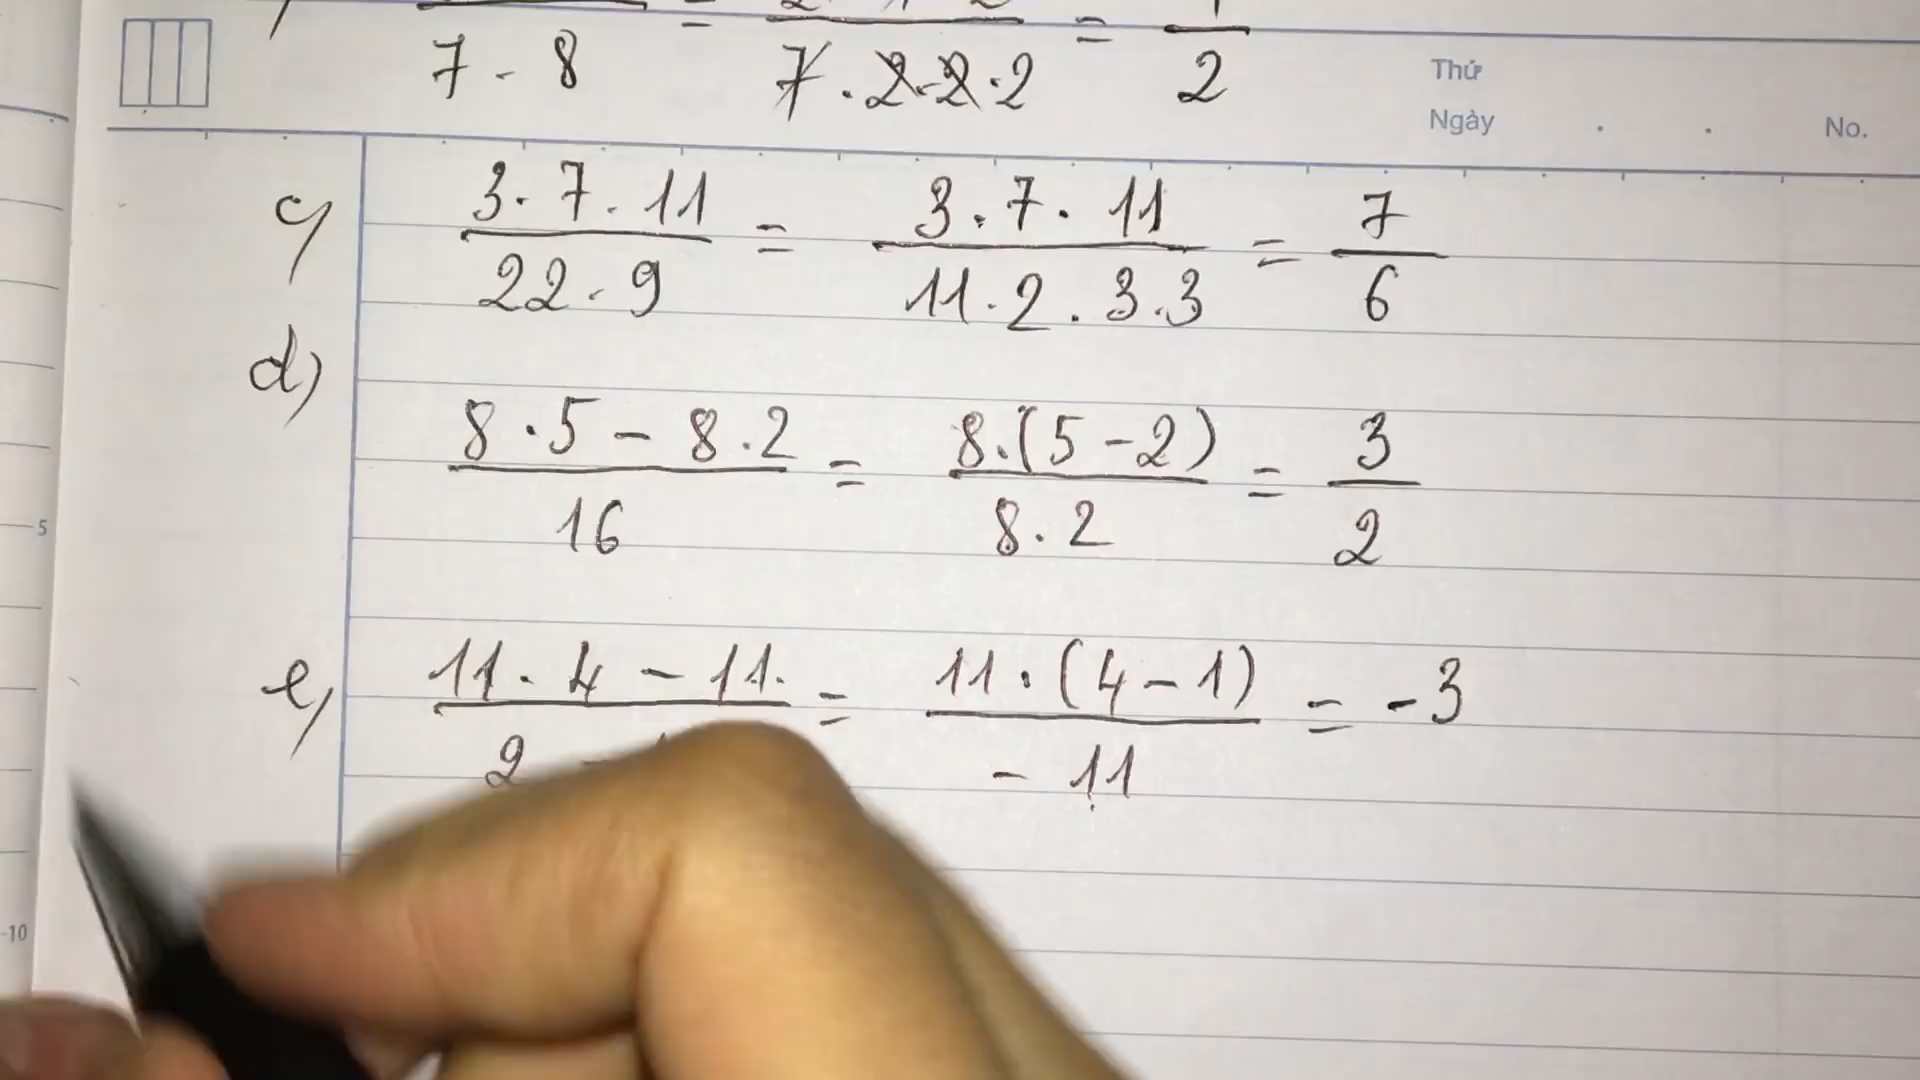 7 . 8 = 7 . 2 . 2 . 2 = 2
Thứ
Ngày . . No.
c) 3 . 7 . 11 / 22 . 9 = 3 . 7 . 11 / 11 . 2 . 3 . 3 = 7 / 6
d)
8 . 5 - 8 . 2 / 16 = 8 . (5 - 2) / 8 . 2 = 3 / 2
5
e) 11 . 4 - 11 / 2 - = 11 . (4 - 1) / - 11 = - 3
10